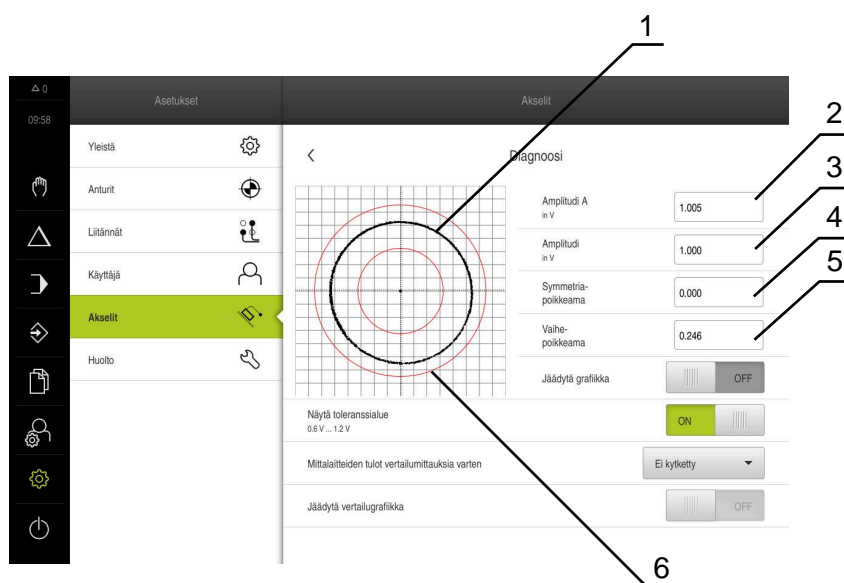 1
△ 0
Asetukset
Akselit
09:58
2
Yleistä
Diagnoosi
3
Anturit
Amplitudi A
in V
1.005
4
Liitännät
Amplitudi
in V
1.000
5
Käyttäjä
Symmetria-
poikkeama
0.000
Akselit
Vaihe-
poikkeama
0.246
Huolto
Jäädytä grafiikka
OFF
Näytä toleranssialue
0.6 V ... 1.2 V
ON
Mittalaitteiden tulot vertailumittauksia varten
Ei kytketty
Jäädytä vertailugrafiikka
OFF
6